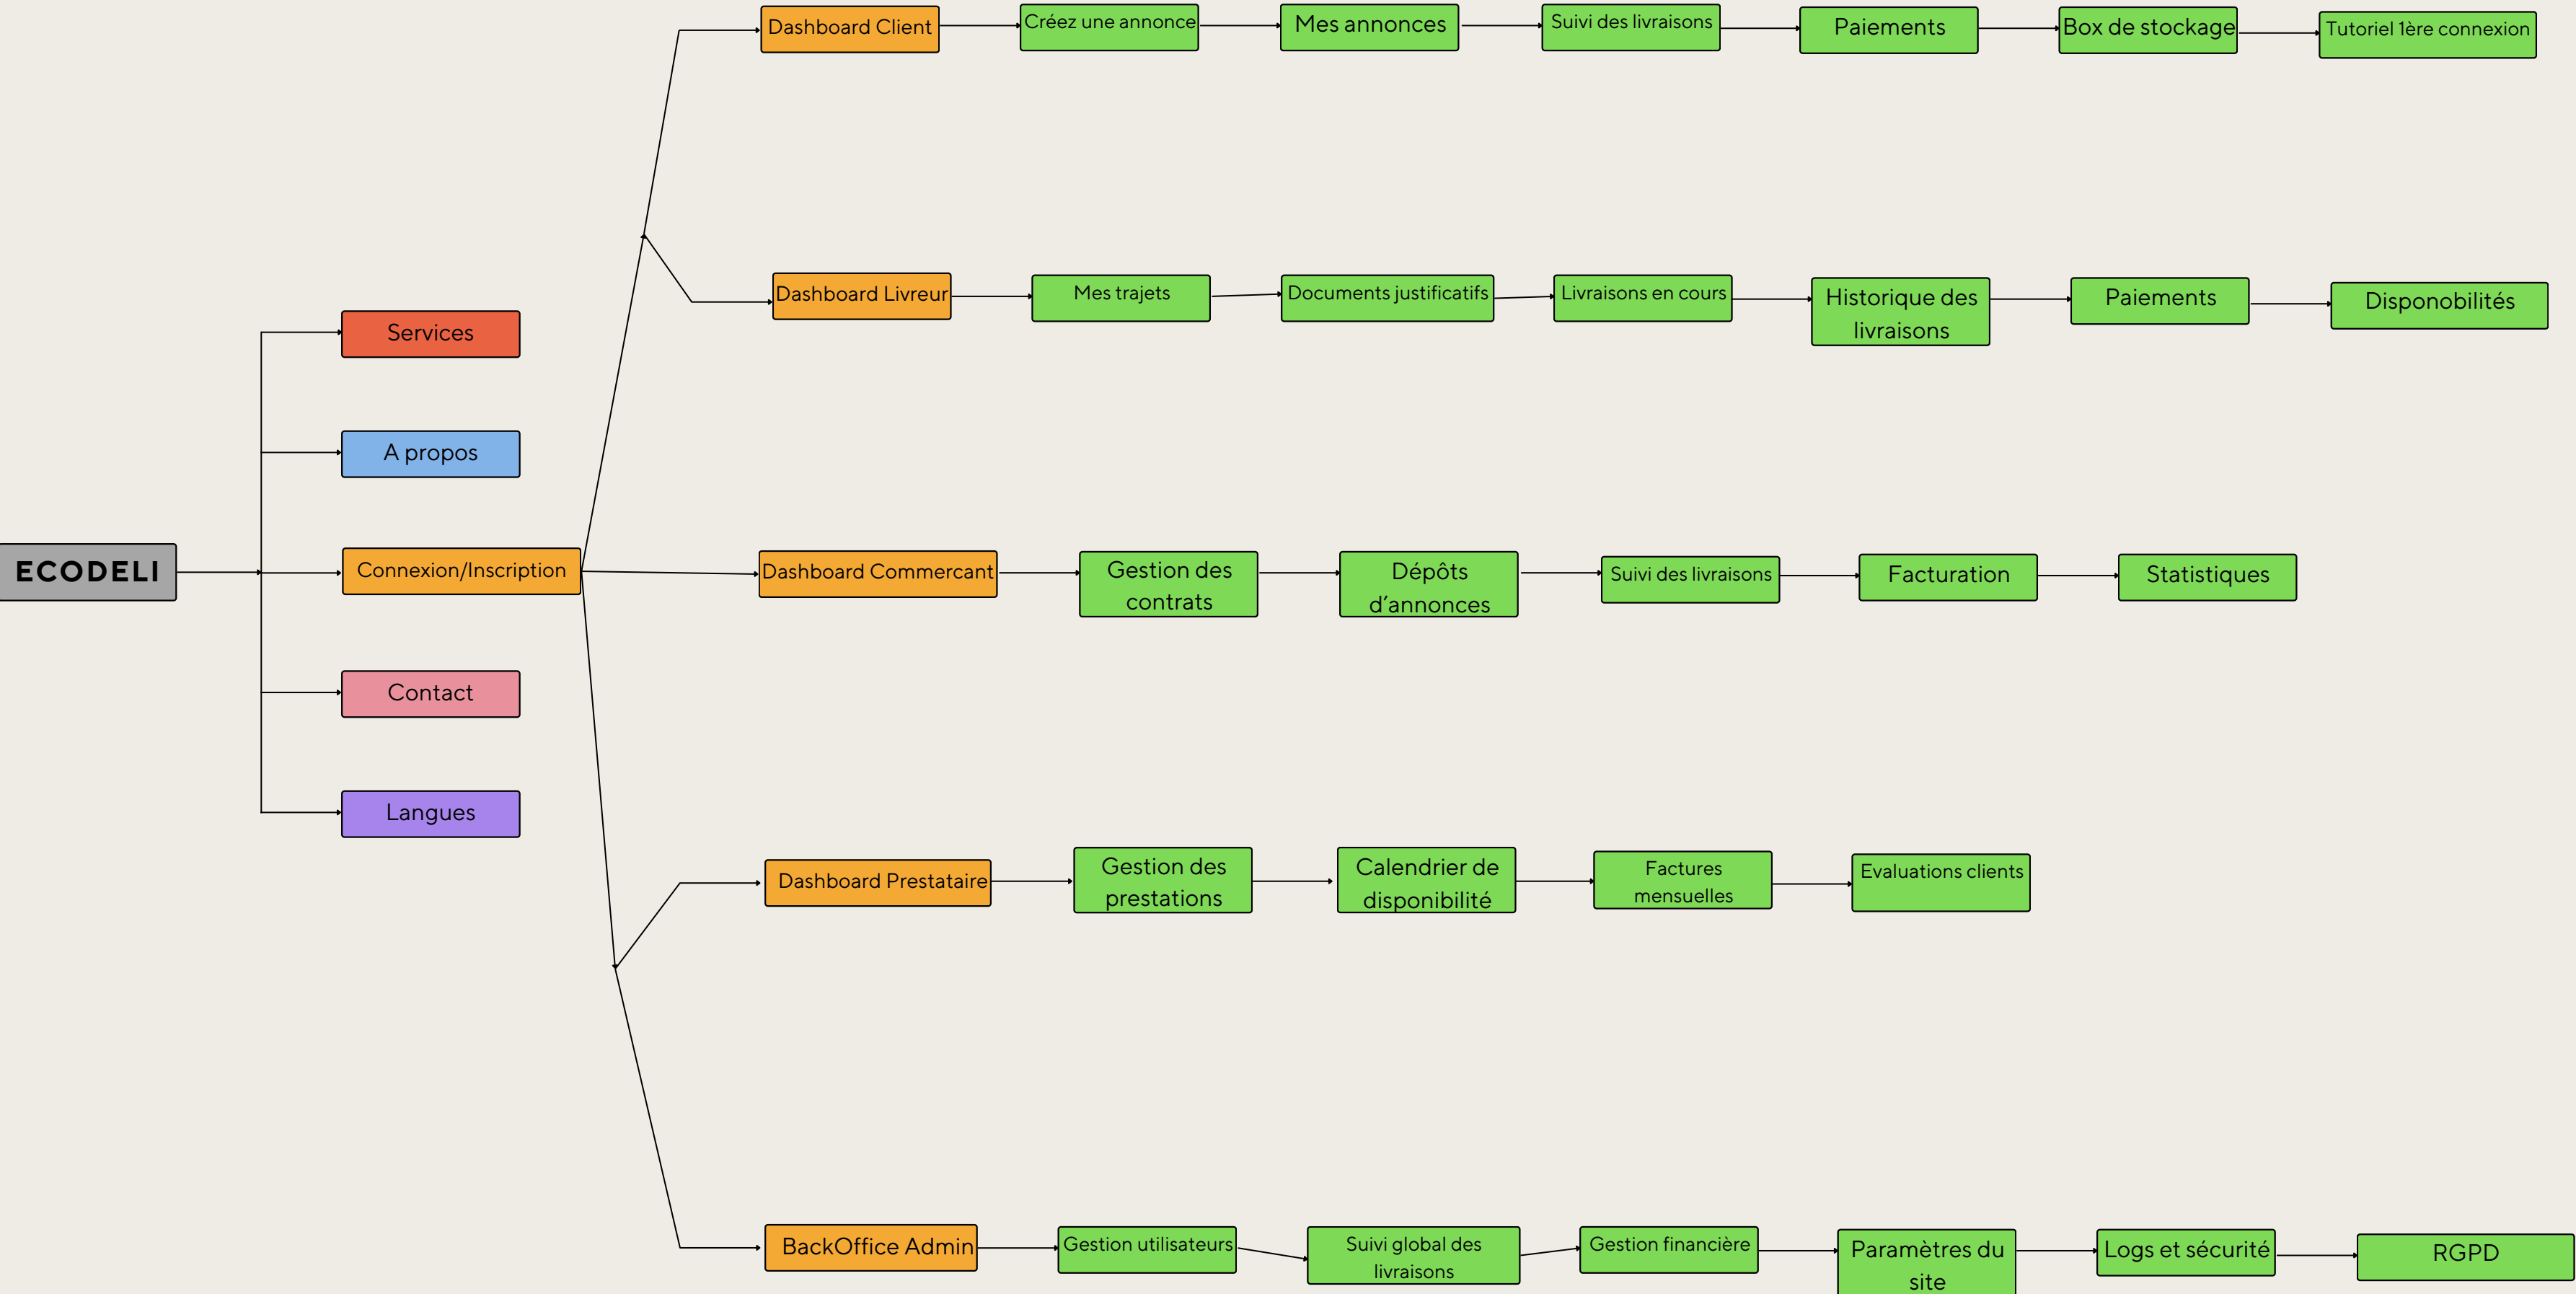 Dashboard Client
Créez une annonce
Mes annonces
Suivi des livraisons
Paiements
Box de stockage
Tutoriel 1ère connexion
Dashboard Livreur
Mes trajets
Documents justificatifs
Livraisons en cours
Historique des
livraisons
Paiements
Disponobilités
Services
A propos
ECODELI
Connexion/Inscription
Dashboard Commercant
Gestion des
contrats
Dépôts
d’annonces
Suivi des livraisons
Facturation
Statistiques
Contact
Langues
Dashboard Prestataire
Gestion des
prestations
Calendrier de
disponibilité
Factures
mensuelles
Evaluations clients
BackOffice Admin
Gestion utilisateurs
Suivi global des
livraisons
Gestion financière
Paramètres du
site
Logs et sécurité
RGPD